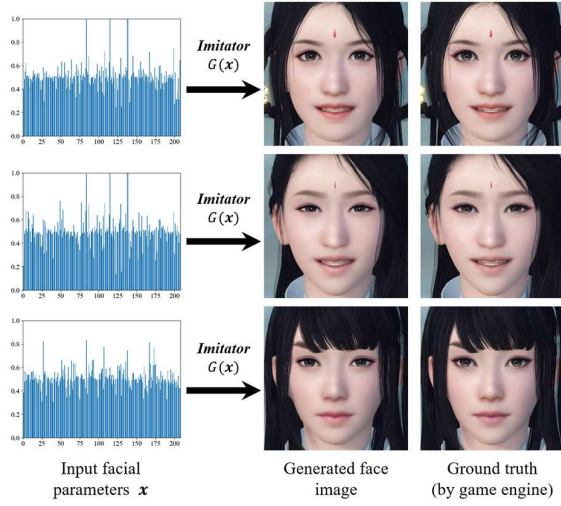 1.0
0.8
0.6
0.4
0.2
0.0
0 25 50 75 100 125 150 175 200
Imitator
G(x)
1.0
0.8
0.6
0.4
0.2
0.0
0 25 50 75 100 125 150 175 200
Imitator
G(x)
1.0
0.8
0.6
0.4
0.2
0.0
0 25 50 75 100 125 150 175 200
Imitator
G(x)
Input facial
parameters x
Generated face
image
Ground truth
(by game engine)